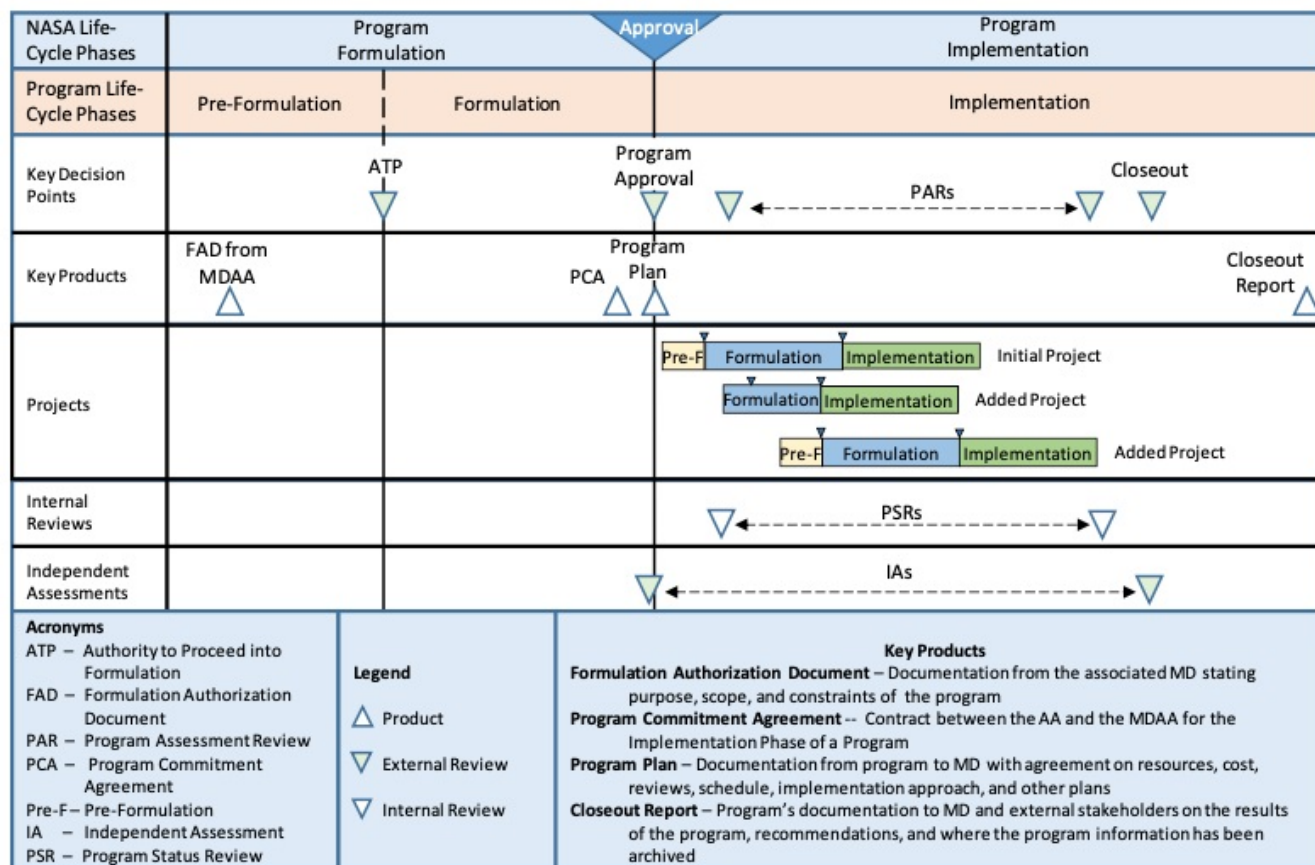 NASA Life-
Cycle Phases
Program
Formulation
Approval
Program
Implementation
Program Life-
Cycle Phases
Pre-Formulation
Formulation
Implementation
Key Decision
Points
ATP
Program
Approval
PARs
Closeout
Key Products
FAD from
MDAA
PCA
Program
Plan
Closeout
Report
Projects
Pre-F
Formulation
Implementation
Initial Project
Formulation
Implementation
Added Project
Pre-F
Formulation
Implementation
Added Project
Internal
Reviews
PSRs
Independent
Assessments
IAs
Acronyms
ATP – Authority to Proceed into
Formulation
FAD – Formulation Authorization
Document
PAR – Program Assessment Review
PCA – Program Commitment
Agreement
Pre-F – Pre-Formulation
IA – Independent Assessment
PSR – Program Status Review
Legend
Product
External Review
Internal Review
Key Products
Formulation Authorization Document – Documentation from the associated MD stating
purpose, scope, and constraints of the program
Program Commitment Agreement -- Contract between the AA and the MDAA for the
Implementation Phase of a Program
Program Plan – Documentation from program to MD with agreement on resources, cost,
reviews, schedule, implementation approach, and other plans
Closeout Report – Program’s documentation to MD and external stakeholders on the results
of the program, recommendations, and where the program information has been
archived